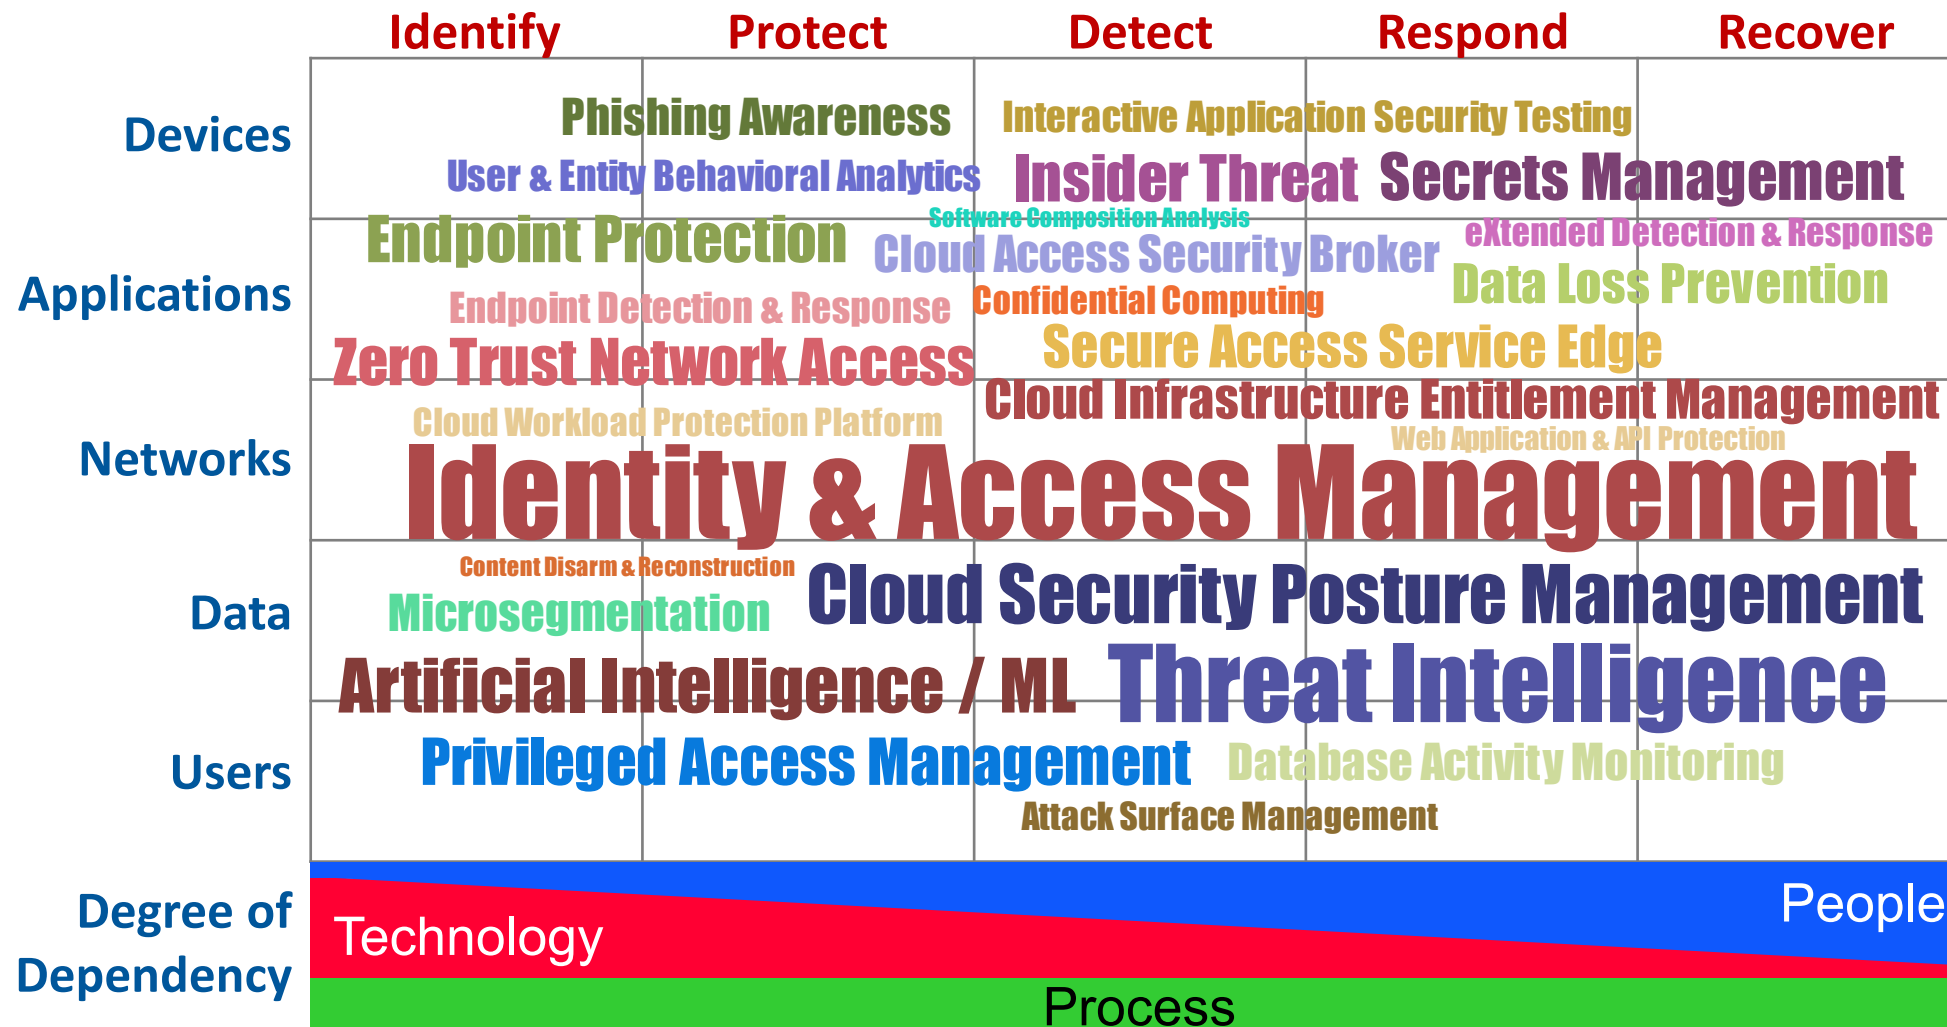 Identify Protect Detect Respond Recover
Devices
Phishing Awareness
Interactive Application Security Testing
User & Entity Behavioral Analytics
Insider Threat
Secrets Management
Software Composition Analysis
Applications
Endpoint Protection
Cloud Access Security Broker
eXtended Detection & Response
Data Loss Prevention
Endpoint Detection & Response
Confidential Computing
Zero Trust Network Access
Secure Access Service Edge
Networks
Cloud Infrastructure Entitlement Management
Cloud Workload Protection Platform
Web Application & API Protection
Identity & Access Management
Data
Content Disarm & Reconstruction
Cloud Security Posture Management
Microsegmentation
Artificial Intelligence / ML
Threat Intelligence
Users
Privileged Access Management
Database Activity Monitoring
Attack Surface Management
Degree of
Dependency
Technology
People
Process